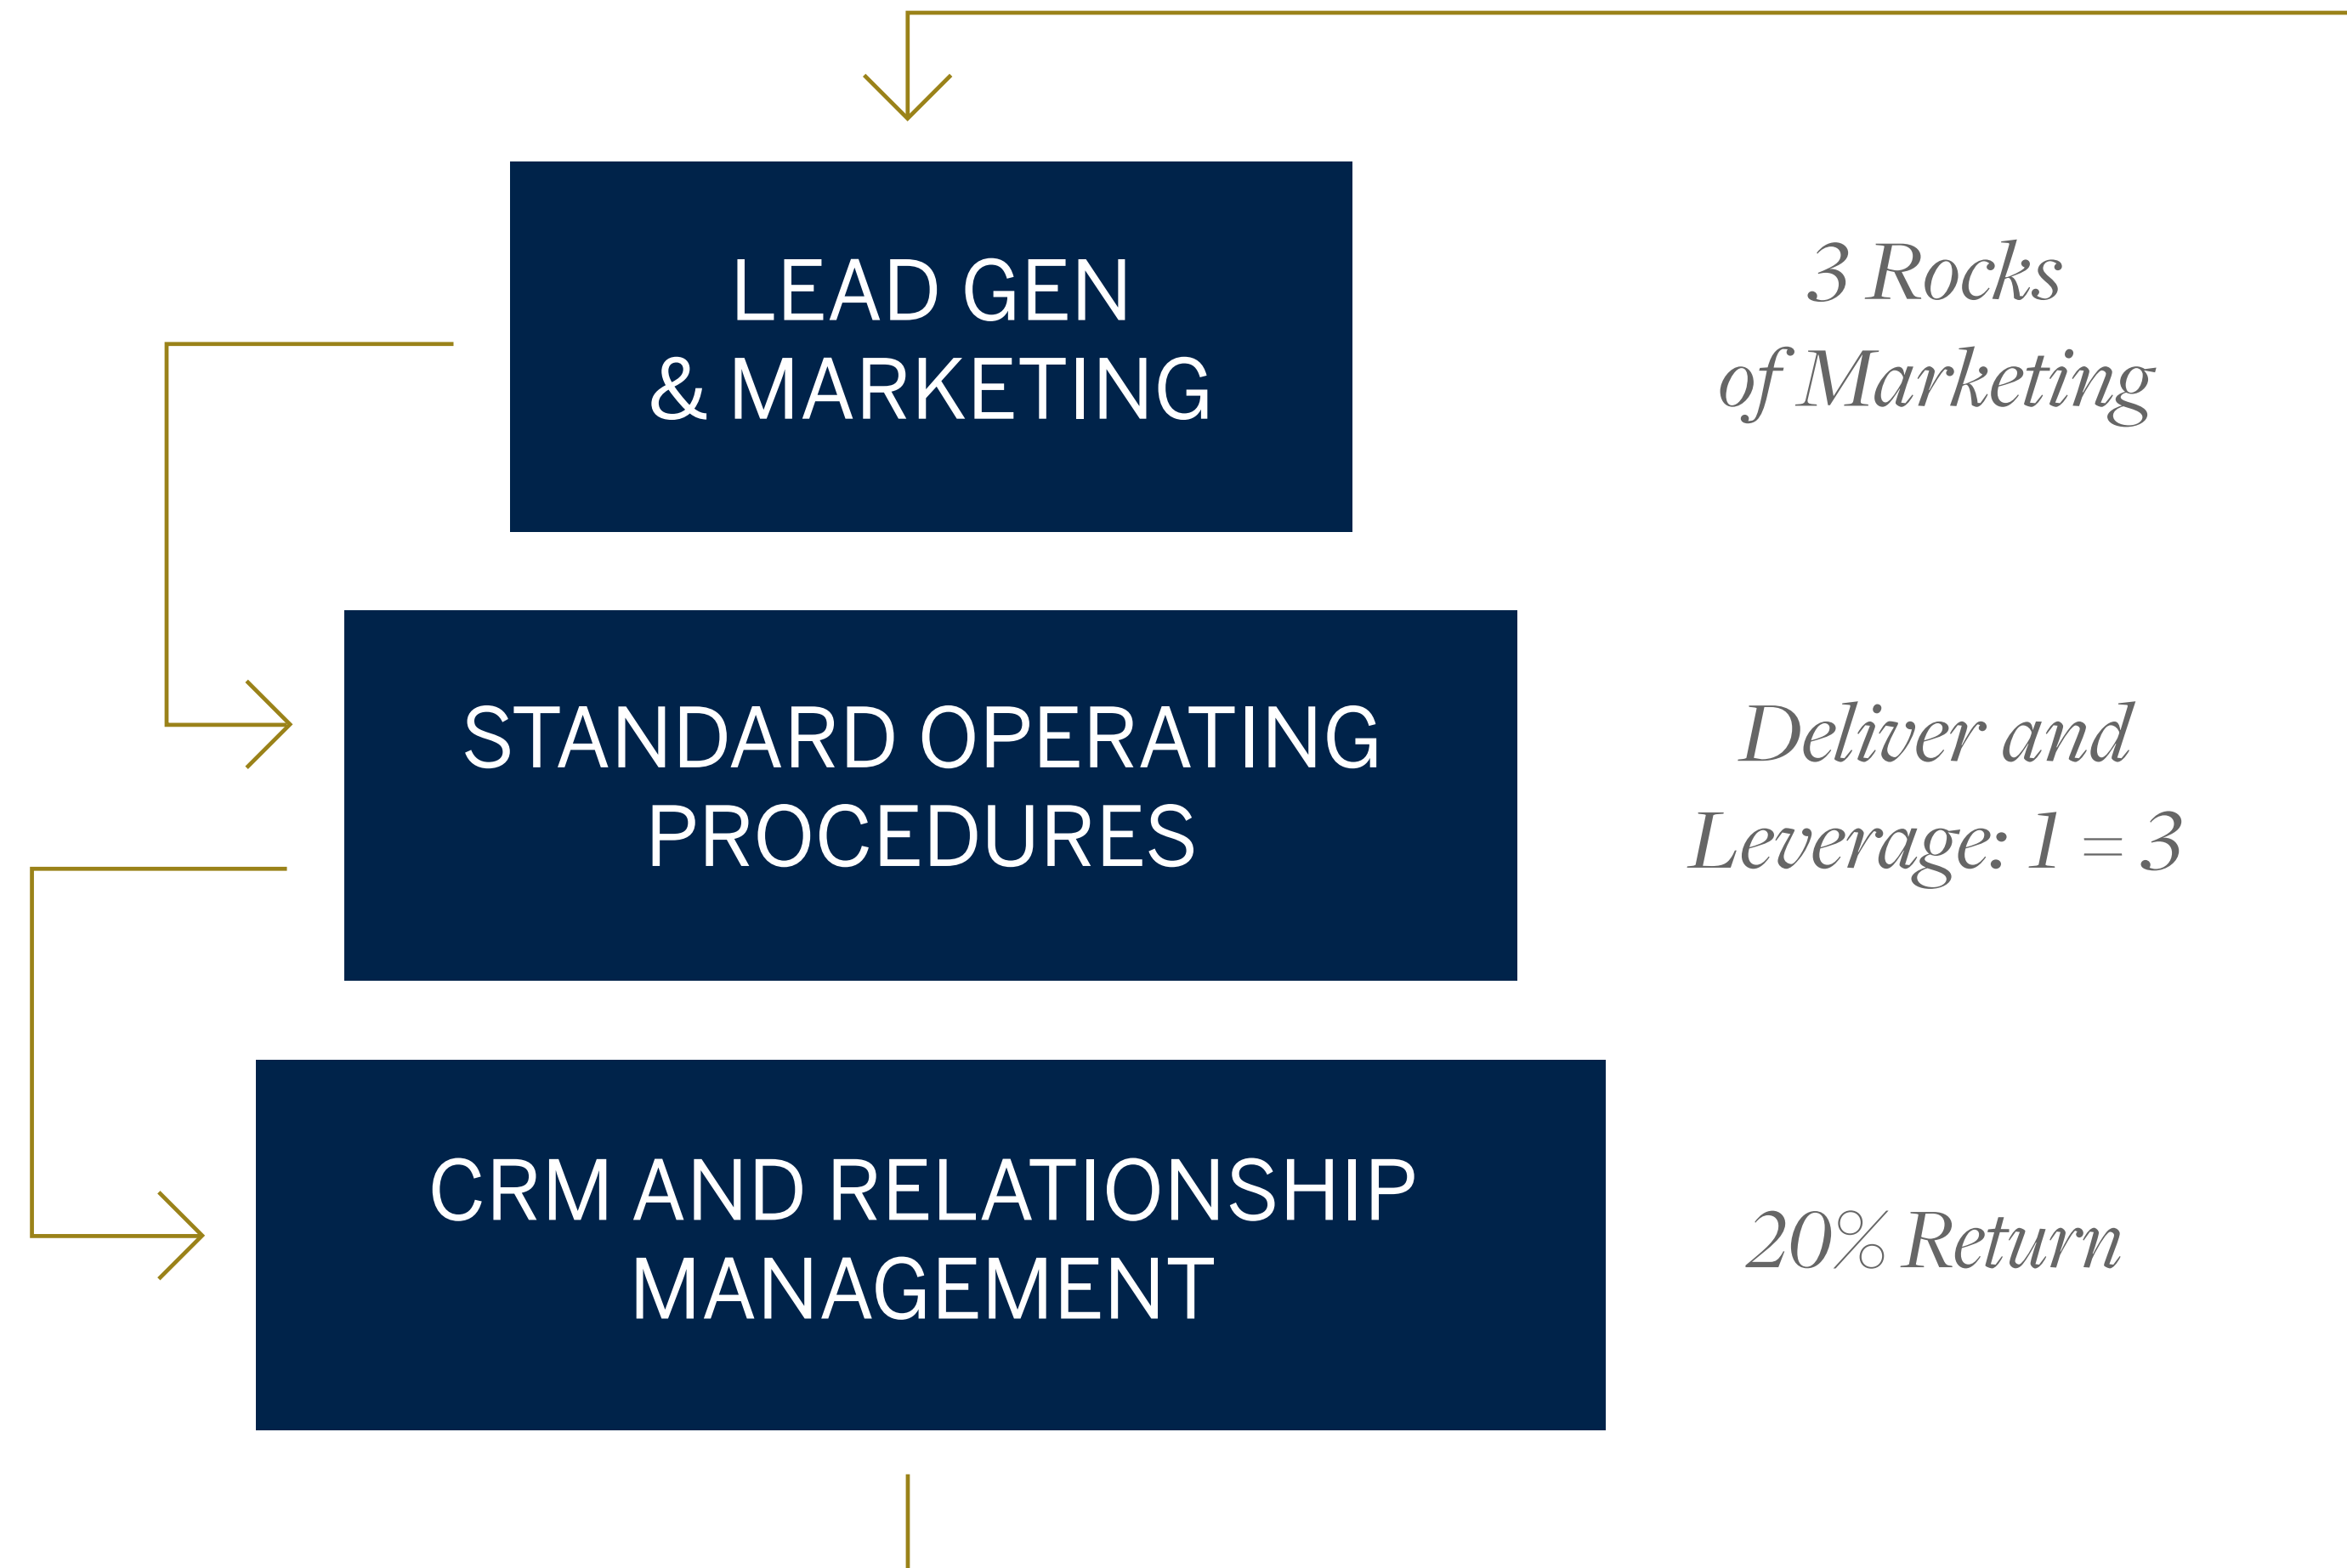 LEAD GEN
& MARKETING
3 Rocks
of Marketing
STANDARD OPERATING
PROCEDURES
Deliver and
Leverage: 1 = 3
CRM AND RELATIONSHIP
MANAGEMENT
20% Return